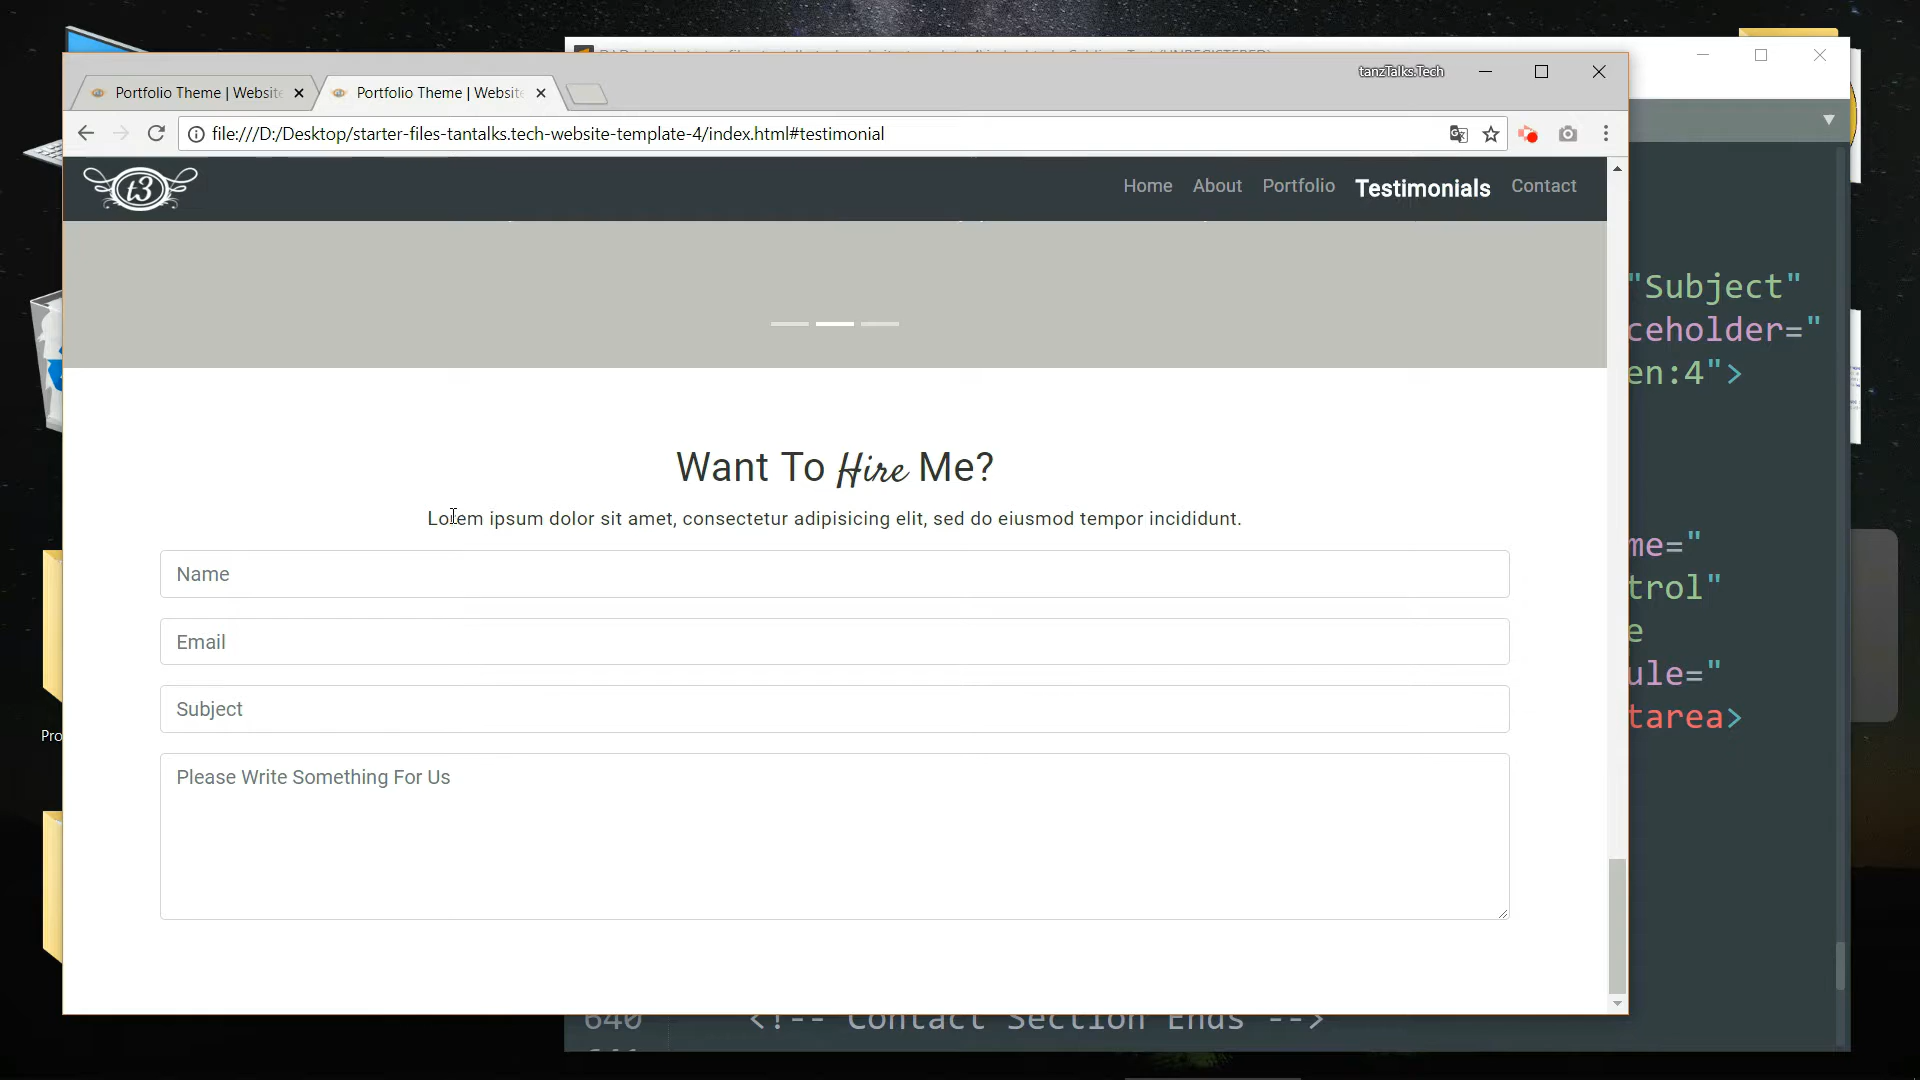 tanzTalks.Tech
Portfolio Theme | Websit
Portfolio Theme | Websit
file:///D:/Desktop/starter-files-tantalks.tech-website-template-4/index.html#testimonial
t3
Home About Portfolio Testimonials Contact
"Subject"
ceholder="
en:4">
Want To Hire Me?
Lorem ipsum dolor sit amet, consectetur adipisicing elit, sed do eiusmod tempor incididunt.
me="
Name
trol"
Email
e
ule="
Subject
tarea>
Pro
Please Write Something For Us
640 <!-- Contact Section Ends -->